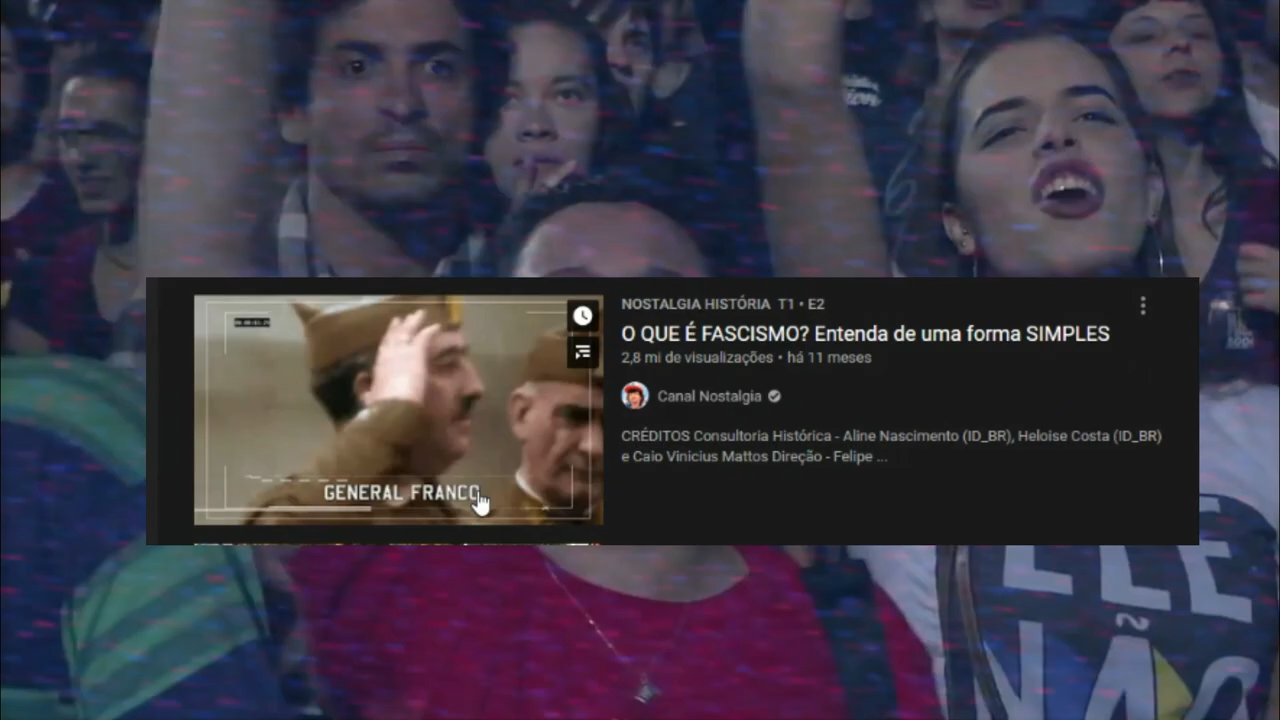 NOSTALGIA HISTÓRIA T1 • E2
O QUE É FASCISMO? Entenda de uma forma SIMPLES
2,8 mi de visualizações • há 11 meses
Canal Nostalgia
CRÉDITOS Consultoria Histórica - Aline Nascimento (ID_BR), Heloise Costa (ID_BR)
e Caio Vinicius Mattos Direção - Felipe ...
GENERAL FRANCO
ELE
NÃO